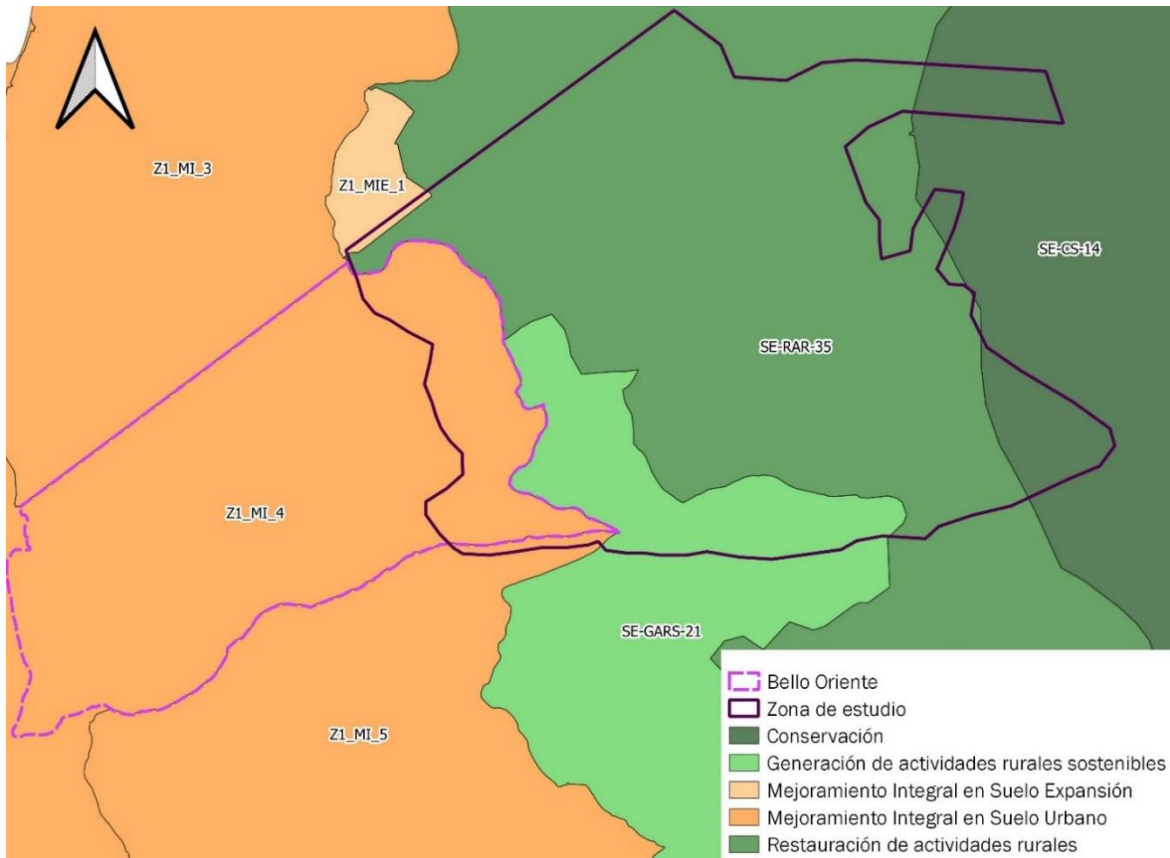 Z1_MI_3
Z1_MIE_1
SE-CS-14
SE-RAR-35
Z1_MI_4
SE-GARS-21
Z1_MI_5
Bello Oriente
Zona de estudio
Conservación
Generación de actividades rurales sostenibles
Mejoramiento Integral en Suelo Expansión
Mejoramiento Integral en Suelo Urbano
Restauración de actividades rurales